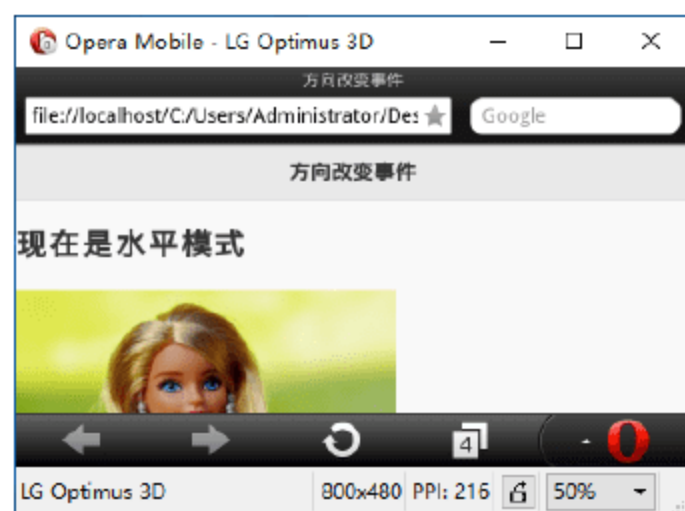 Opera Mobile - LG Optimus 3D
方向改变事件
file://localhost/C:/Users/Administrator/Des
Google
方向改变事件
现在是水平模式
4
LG Optimus 3D 800x480 PPI: 216 50%